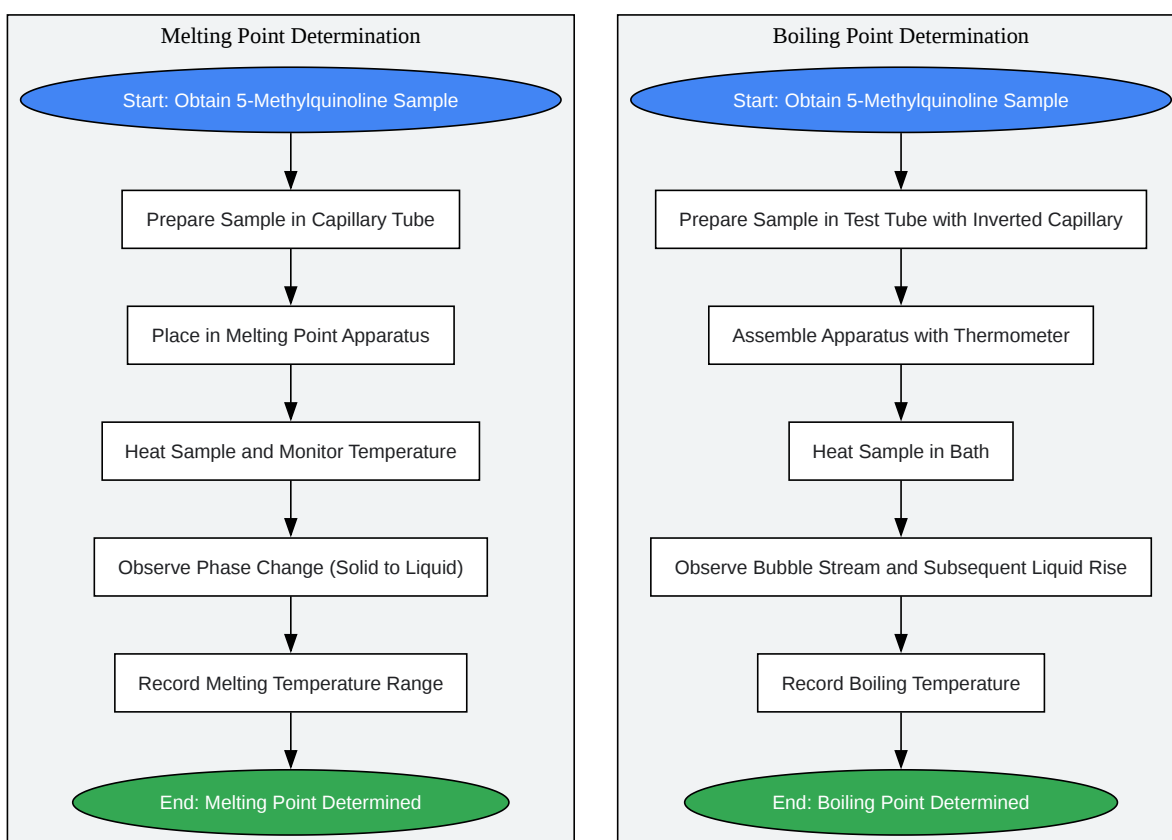 Melting Point Determination
Start: Obtain 5-Methylquinoline Sample
Prepare Sample in Capillary Tube
Place in Melting Point Apparatus
Heat Sample and Monitor Temperature
Observe Phase Change (Solid to Liquid)
Record Melting Temperature Range
End: Melting Point Determined
Boiling Point Determination
Start: Obtain 5-Methylquinoline Sample
Prepare Sample in Test Tube with Inverted Capillary
Assemble Apparatus with Thermometer
Heat Sample in Bath
Observe Bubble Stream and Subsequent Liquid Rise
Record Boiling Temperature
End: Boiling Point Determined